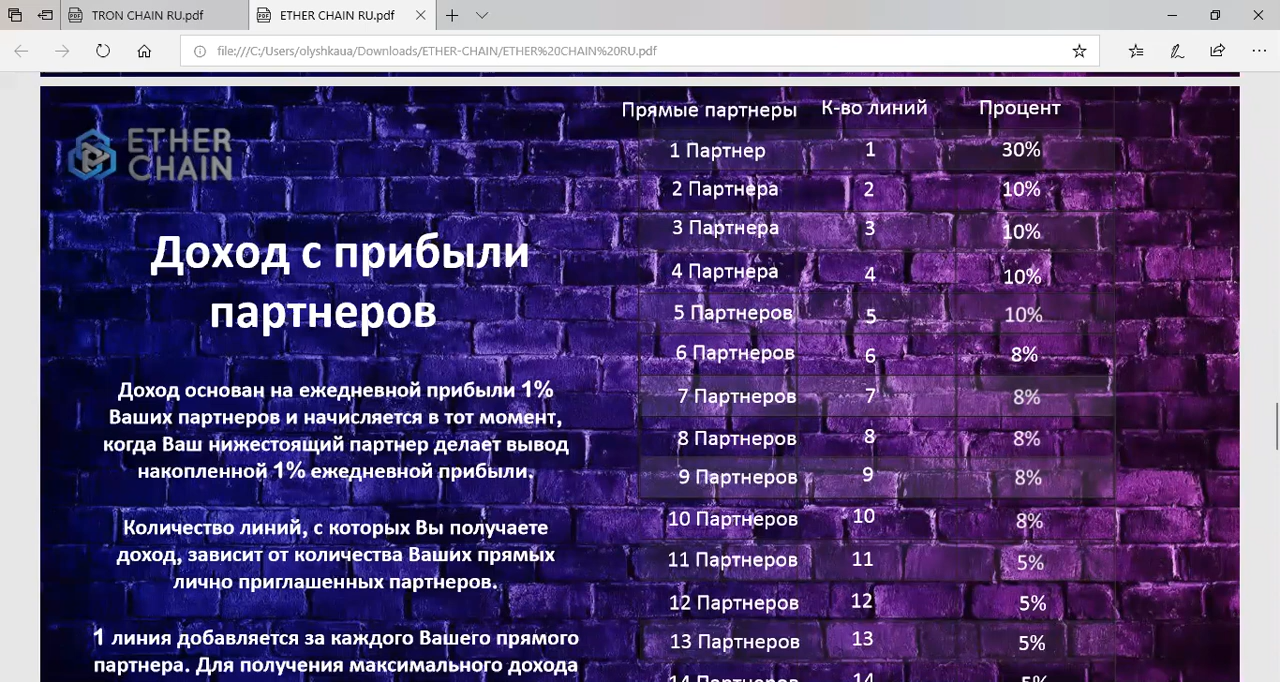 TRON CHAIN RU.pdf
ETHER CHAIN RU.pdf
file:///C:/Users/olyshkaua/Downloads/ETHER-CHAIN/ETHER%20CHAIN%20RU.pdf
ETHER
CHAIN
Доход с прибыли
партнеров
Доход основан на ежедневной прибыли 1%
Ваших партнеров и начисляется в тот момент,
когда Ваш нижестоящий партнер делает вывод
накопленной 1% ежедневной прибыли.
Количество линий, с которых Вы получаете
доход, зависит от количества Ваших прямых
лично приглашенных партнеров.
1 линия добавляется за каждого Вашего прямого
партнера. Для получения максимального дохода
Прямые партнеры К-во линий Процент
1 Партнер 1 30%
2 Партнера 2 10%
3 Партнера 3 10%
4 Партнера 4 10%
5 Партнеров 5 10%
6 Партнеров 6 8%
7 Партнеров 7 8%
8 Партнеров 8 8%
9 Партнеров 9 8%
10 Партнеров 10 8%
11 Партнеров 11 5%
12 Партнеров 12 5%
13 Партнеров 13 5%
14 Партнеров 14 5%